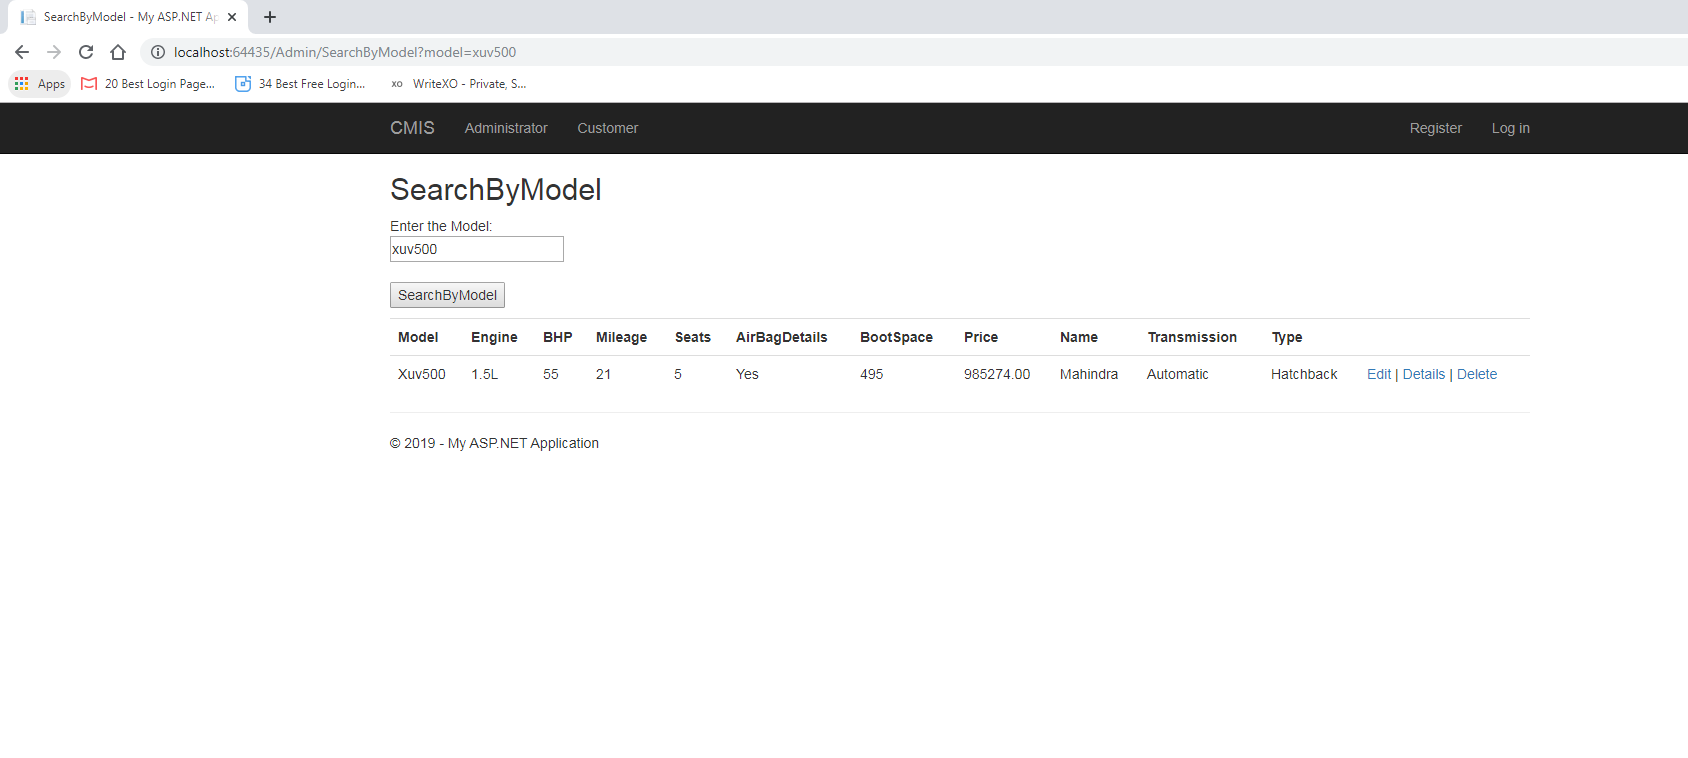 SearchByModel - My ASP.NET Ap
localhost:64435/Admin/SearchByModel?model=xuv500
Apps 20 Best Login Page... 34 Best Free Login... XO WriteXO - Private, S...
CMIS Administrator Customer Register Log in
SearchByModel
Enter the Model:
xuv500
SearchByModel
Model Engine BHP Mileage Seats AirBagDetails BootSpace Price Name Transmission Type
Xuv500 1.5L 55 21 5 Yes 495 985274.00 Mahindra Automatic Hatchback Edit | Details | Delete
© 2019 - My ASP.NET Application